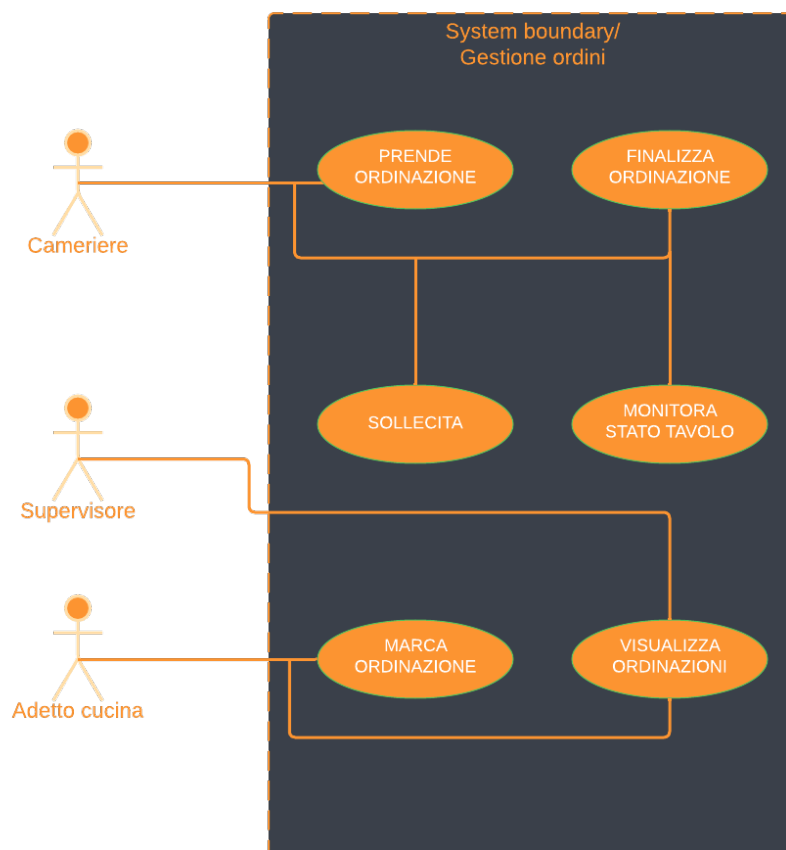 System boundary/
Gestione ordini
PRENDE
ORDINAZIONE
FINALIZZA
ORDINAZIONE
Cameriere
SOLLECITA
MONITORA
STATO TAVOLO
Supervisore
MARCA
ORDINAZIONE
VISUALIZZA
ORDINAZIONI
Adetto cucina